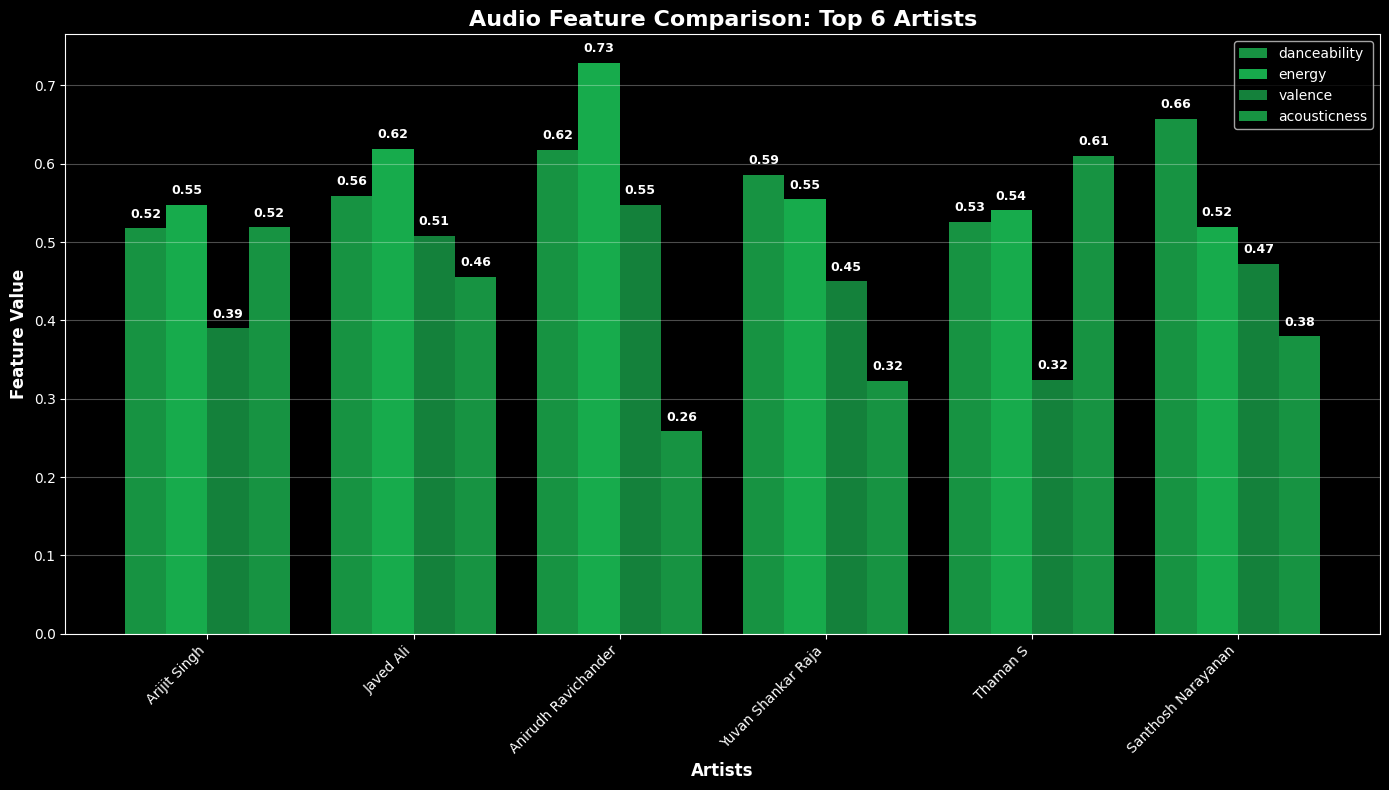 Audio Feature Comparison: Top 6 Artists
danceability
energy
valence
acousticness
Feature Value
0.7
0.6
0.5
0.4
0.3
0.2
0.1
0.0
0.52
0.55
0.39
0.52
0.56
0.62
0.51
0.46
0.62
0.73
0.55
0.26
0.59
0.55
0.45
0.32
0.53
0.54
0.32
0.61
0.66
0.52
0.47
0.38
Arijit Singh
Javed Ali
Anirudh Ravichander
Yuvan Shankar Raja
Thaman S
Santhosh Narayanan
Artists